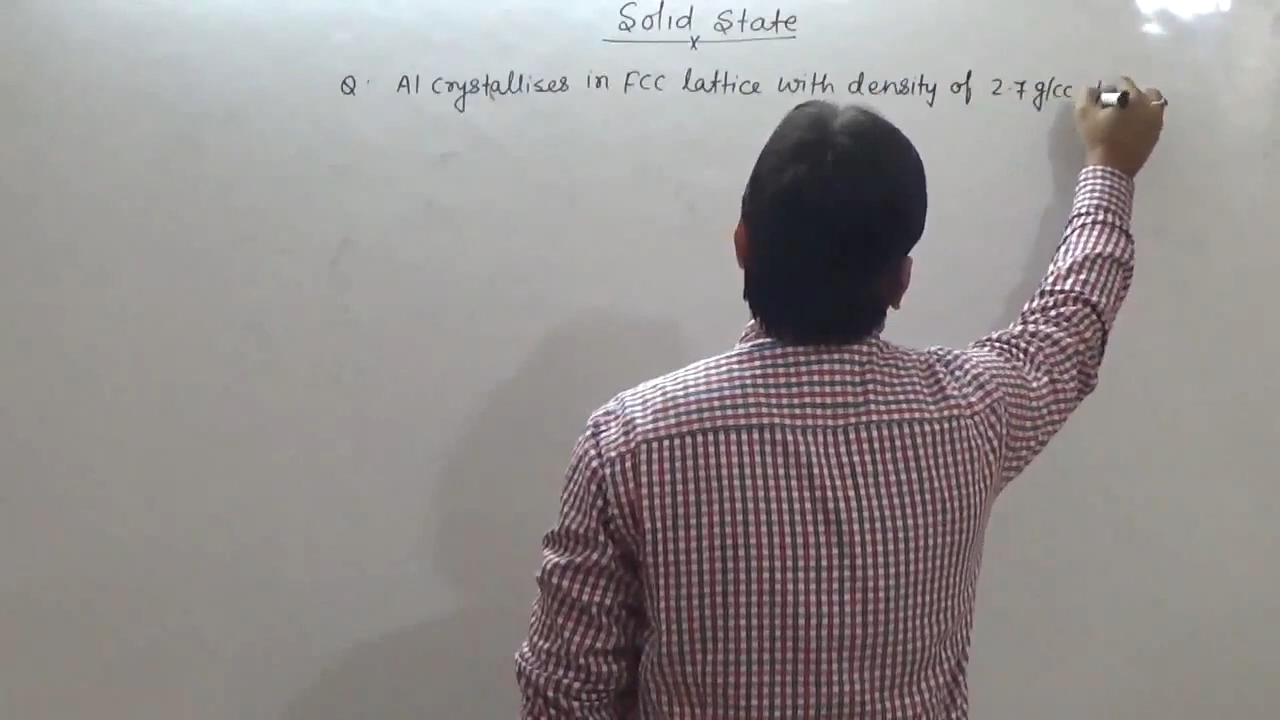 Solid State
x
Q. Al crystallises in FCC lattice with density of 2.7 g/cc